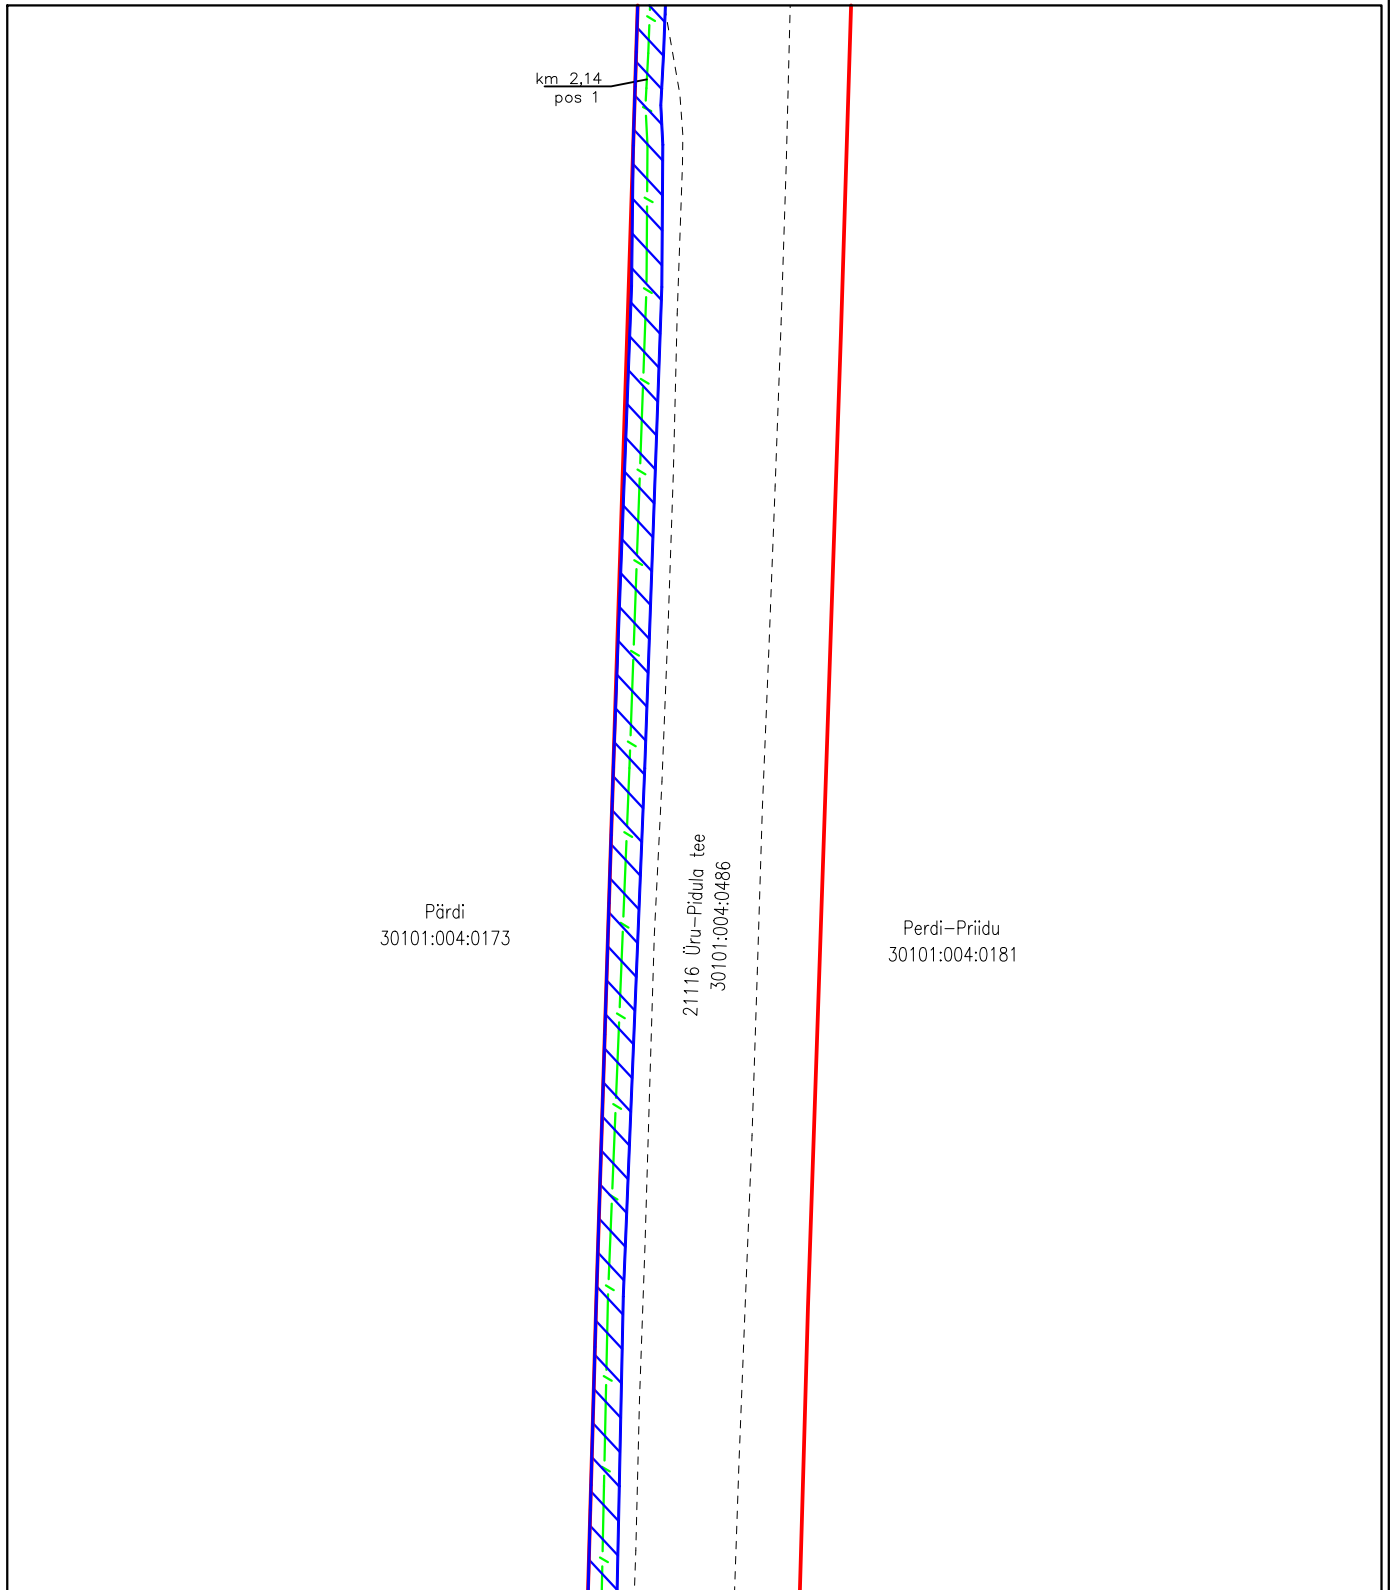 km 2,14
pos 1
Pärdi
30101:004:0173
21116 Üru-Pidula tee
30101:004:0486
Perdi-Priidu
30101:004:0181